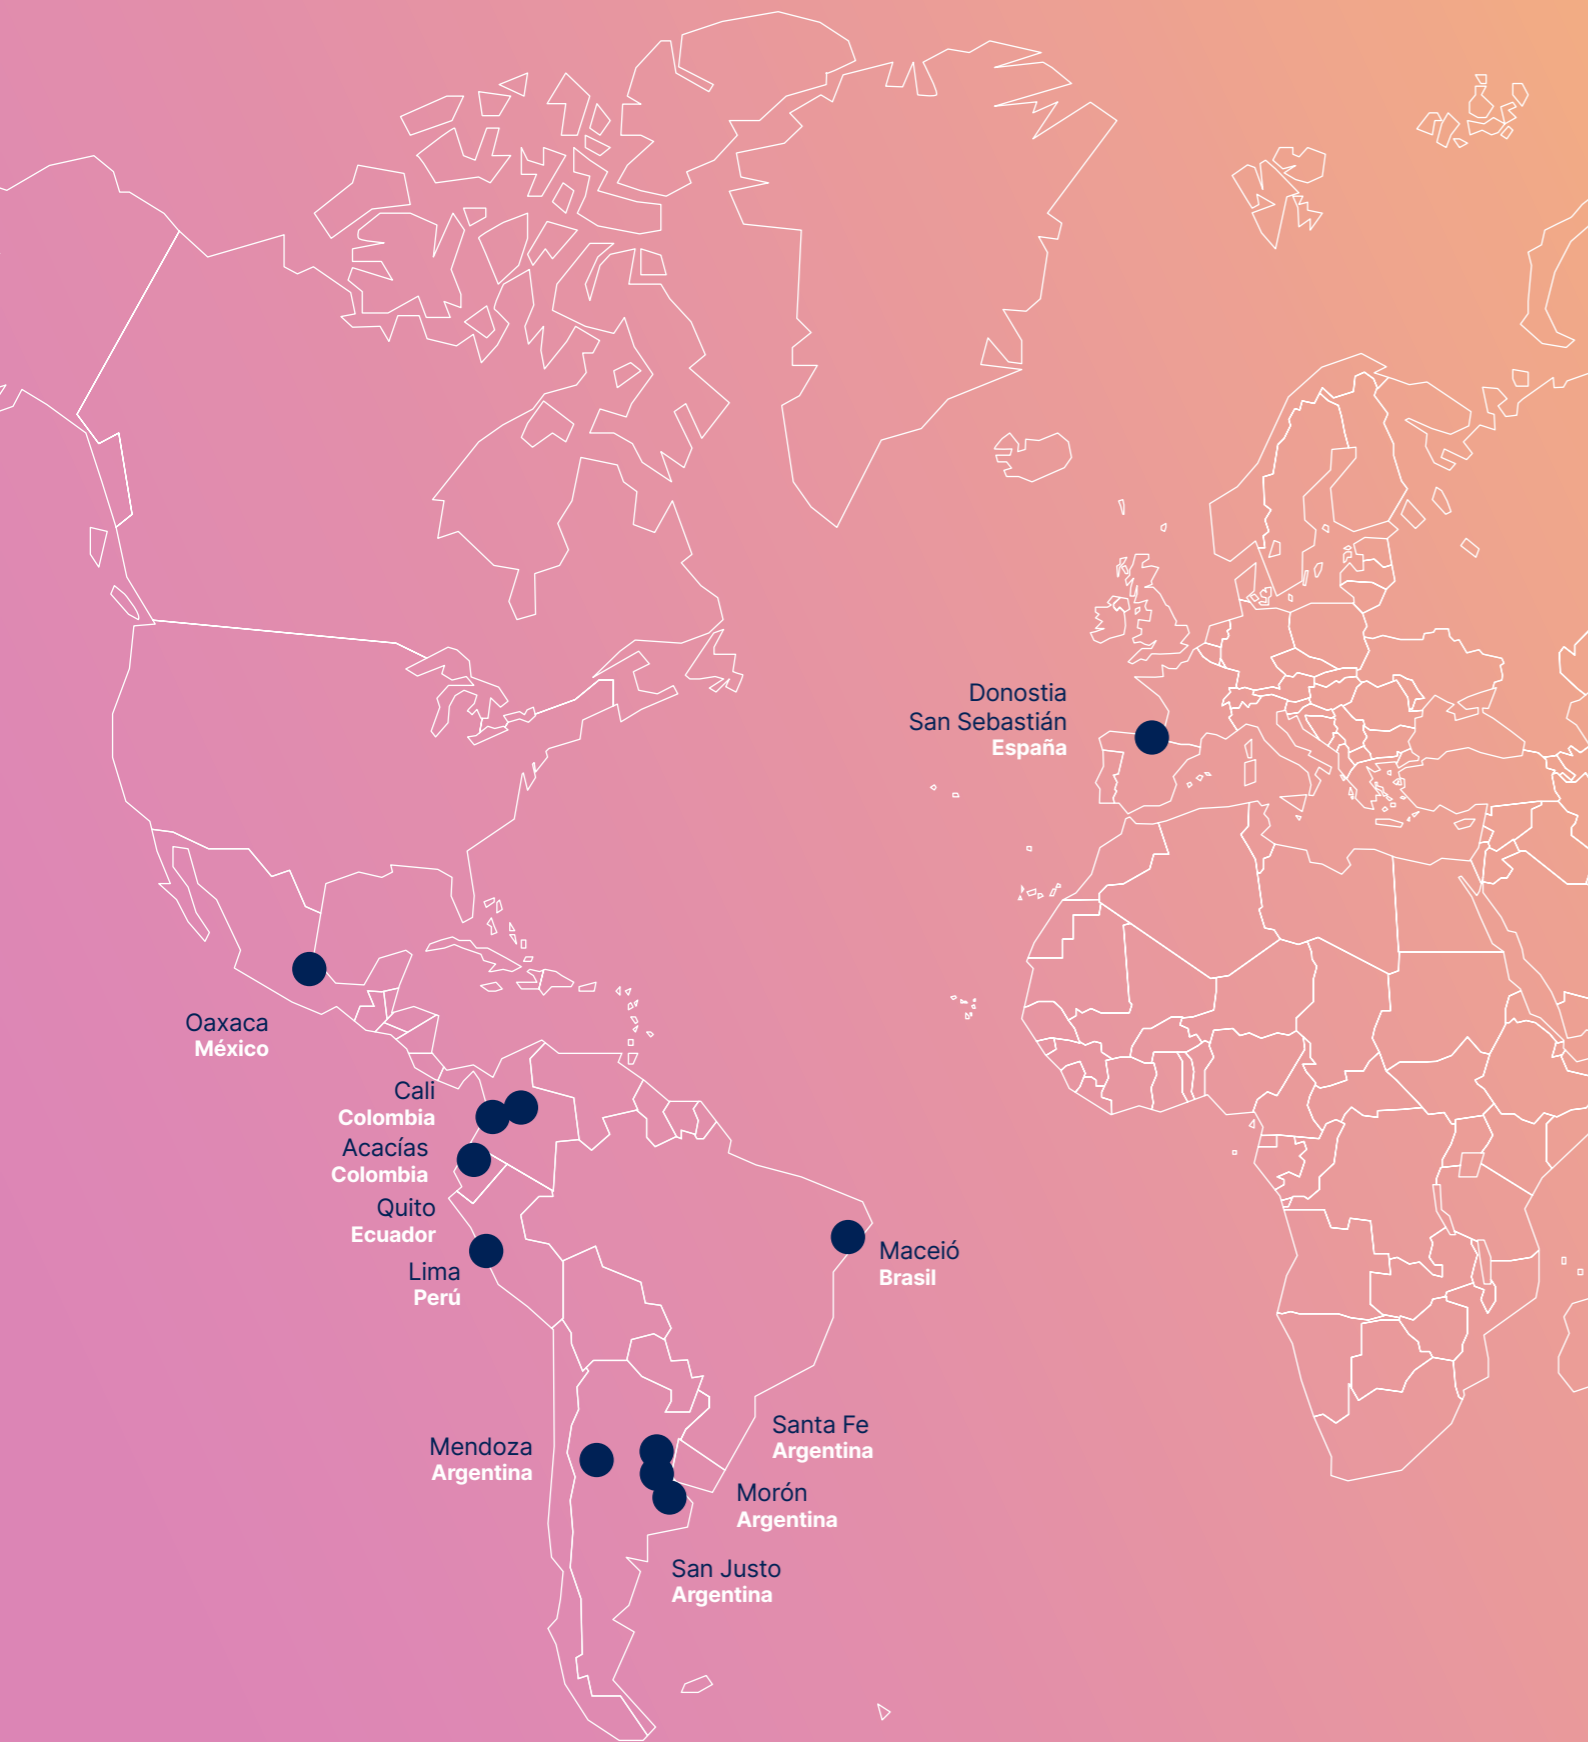 Donostia
San Sebastián
España
Oaxaca
México
Cali
Colombia
Acacías
Colombia
Quito
Ecuador
Lima
Perú
Maceió
Brasil
Santa Fe
Argentina
Mendoza
Argentina
Morón
Argentina
San Justo
Argentina